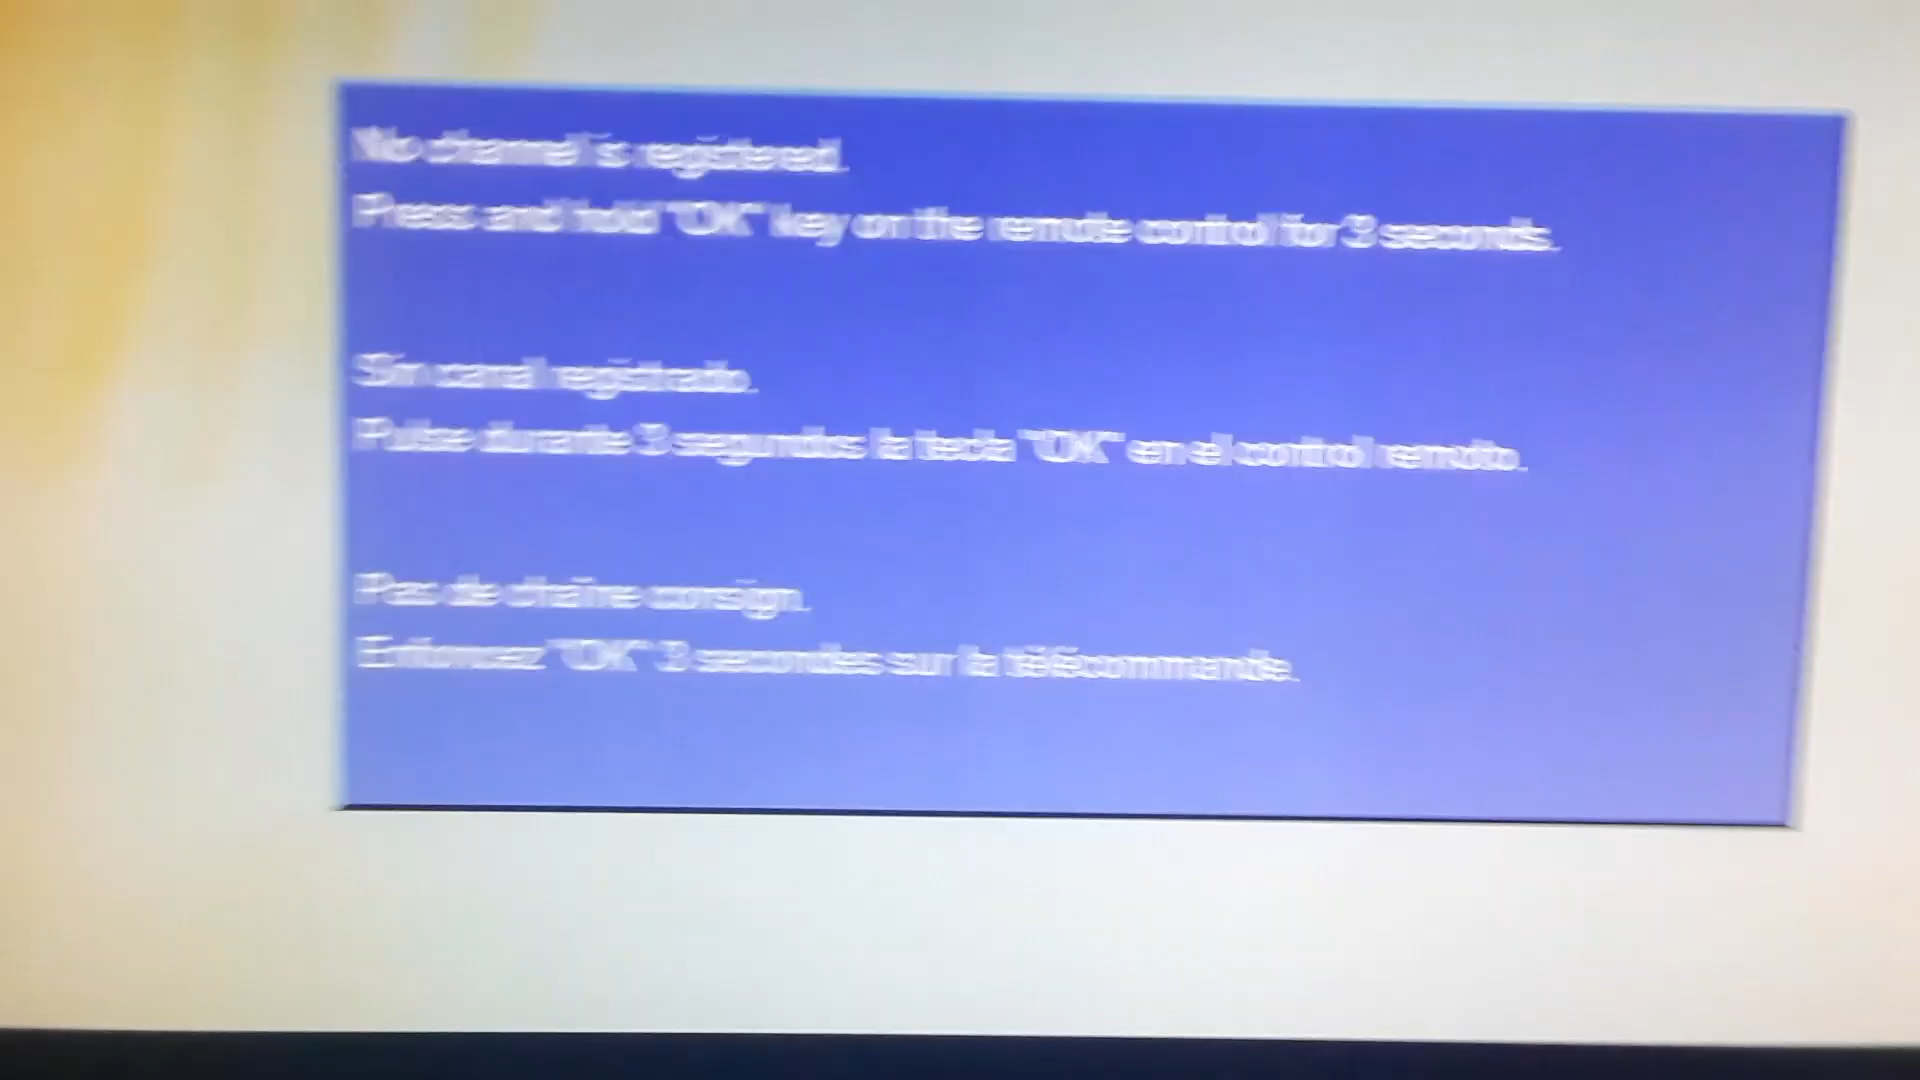 No channel is registered.
Press and hold "OK" key on the remote control for 3 seconds.
Sin canal registrado.
Pulse durante 3 segundos la tecla "OK" en el control remoto.
Pas de chaîne consign.
Enfoncez "OK" 3 secondes sur la télécommande.